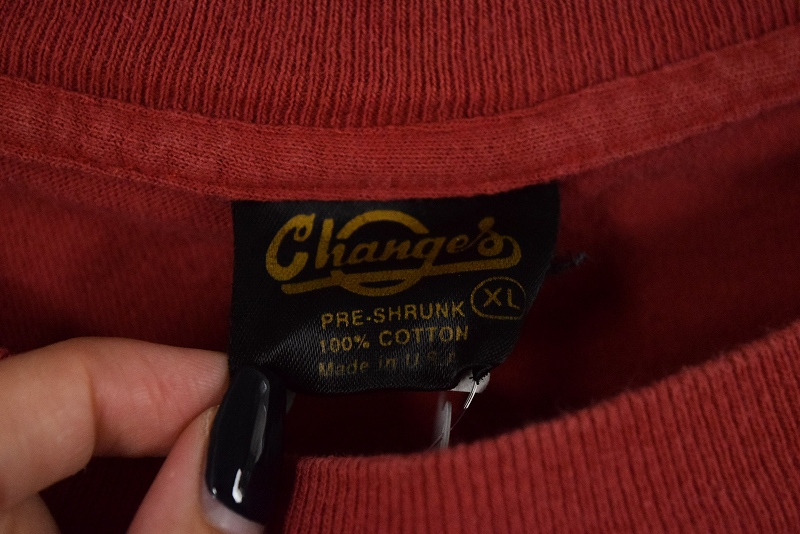 Changes
XL
PRE-SHRUNK
100% COTTON
Made in U.S.A.